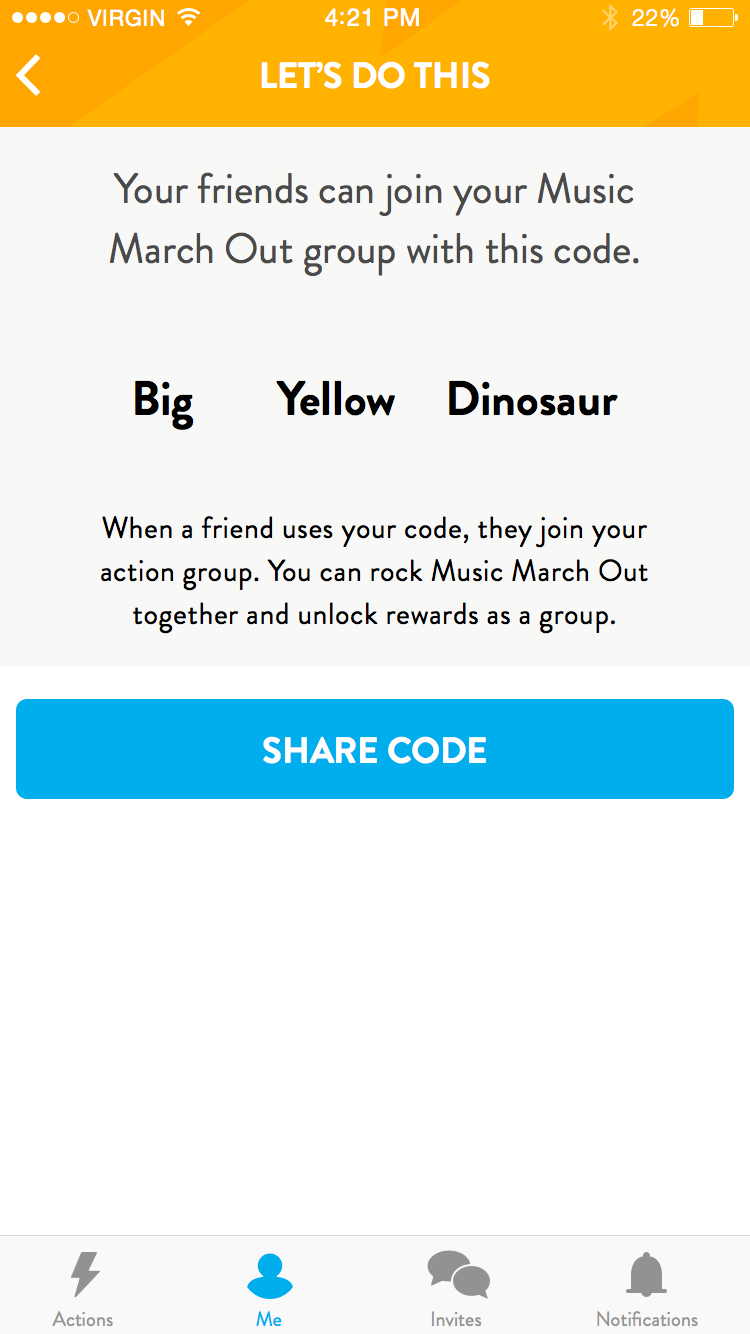 VIRGIN 4:21 PM 22%
LET’S DO THIS
Your friends can join your Music
March Out group with this code.
Big Yellow Dinosaur
When a friend uses your code, they join your
action group. You can rock Music March Out
together and unlock rewards as a group.
SHARE CODE
Actions Me Invites Notifications